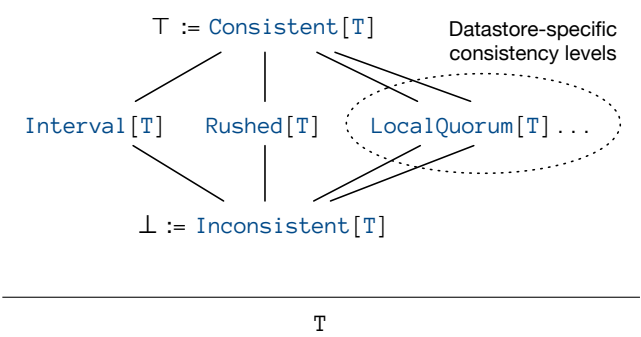 ⊤ := Consistent[T]
Datastore-specific
consistency levels
Interval[T] Rushed[T] LocalQuorum[T] ...
⊥ := Inconsistent[T]
T